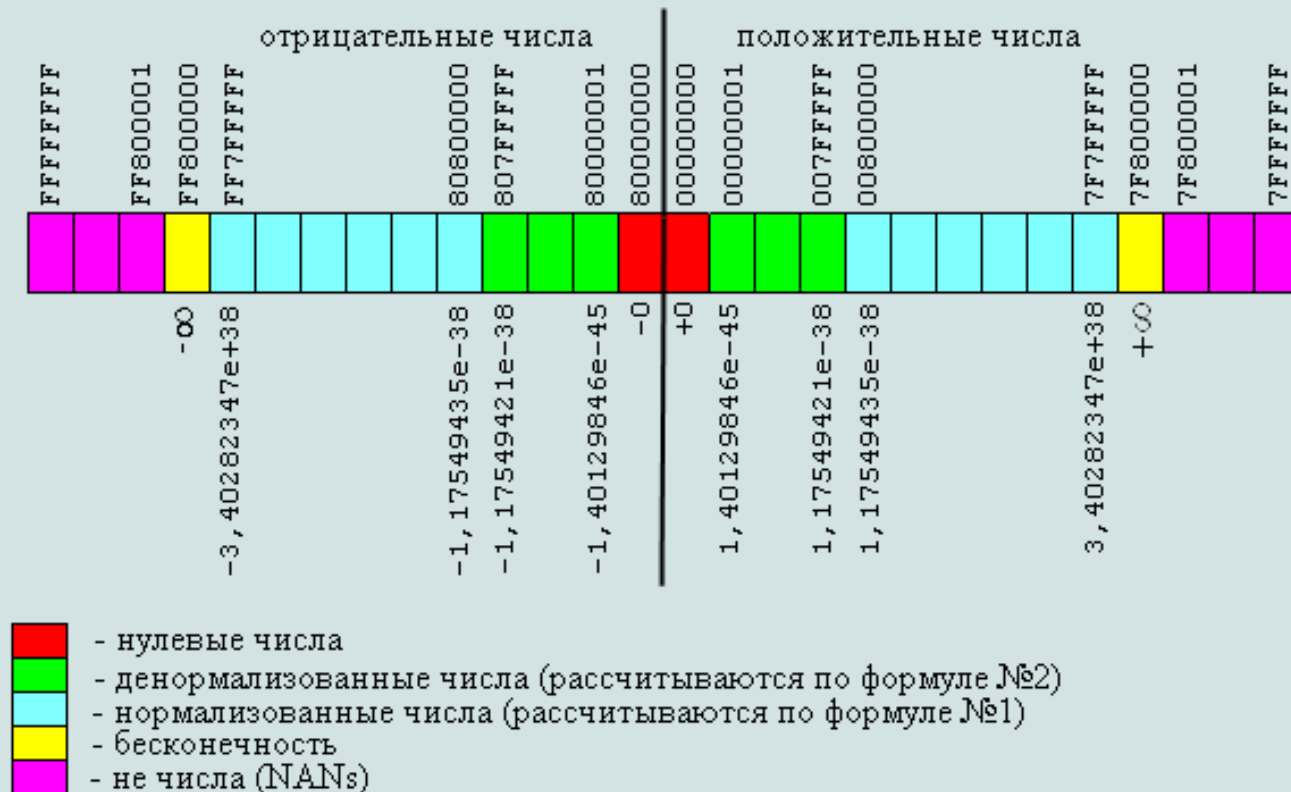 отрицательные числа
положительные числа
FFFFFFFF
FF800001
FF800000
FF7FFFFF
80800000
807FFFFF
80000001
80000000
00000000
00000001
007FFFFF
00800000
7F7FFFFF
7F800000
7F800001
7FFFFFFF
-∞
-3,40282347e+38
-1,17549435e-38
-1,17549421e-38
-1,40129846e-45
-0
+0
1,40129846e-45
1,17549421e-38
1,17549435e-38
3,40282347e+38
+∞
- нулевые числа
- денормализованные числа (рассчитываются по формуле №2)
- нормализованные числа (рассчитываются по формуле №1)
- бесконечность
- не числа (NANs)